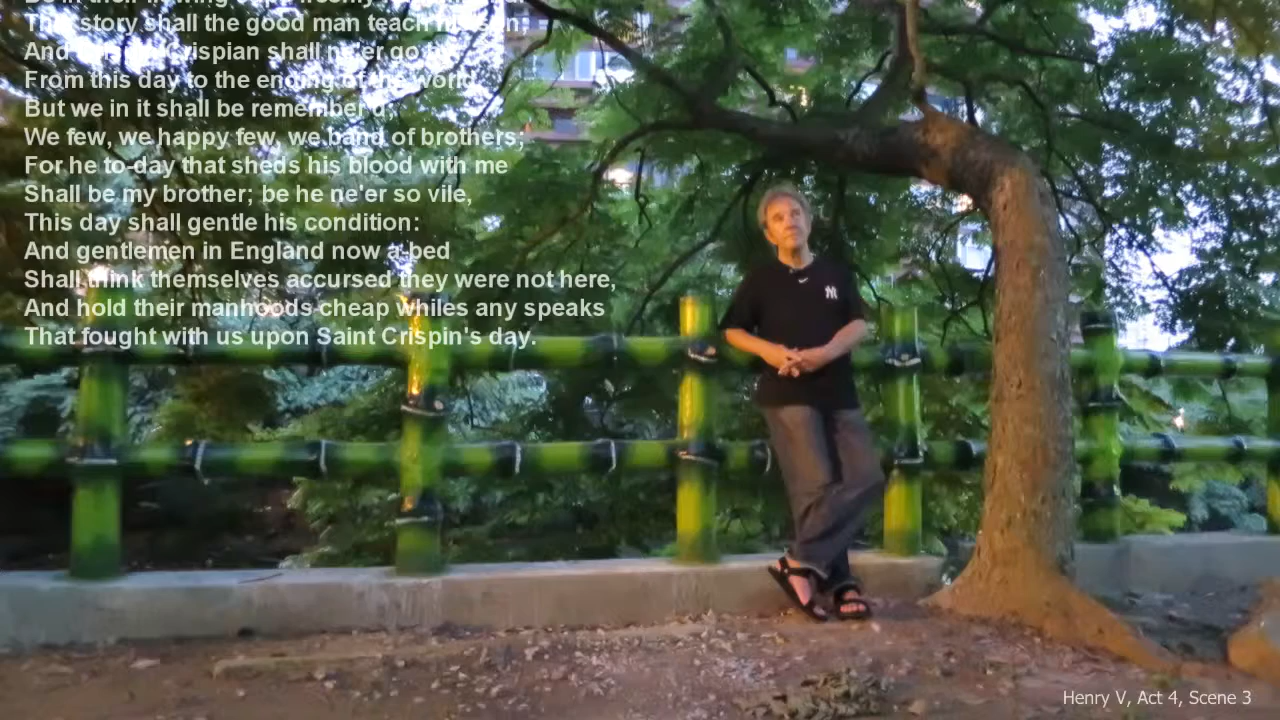 This story shall the good man teach his son;
And Crispian shall ne'er go by,
From this day to the ending of the world,
But we in it shall be remember'd;
We few, we happy few, we band of brothers;
For he to-day that sheds his blood with me
Shall be my brother; be he ne'er so vile,
This day shall gentle his condition:
And gentlemen in England now a-bed
Shall think themselves accursed they were not here,
And hold their manhoods cheap whiles any speaks
That fought with us upon Saint Crispin's day.
NY
Henry V, Act 4, Scene 3